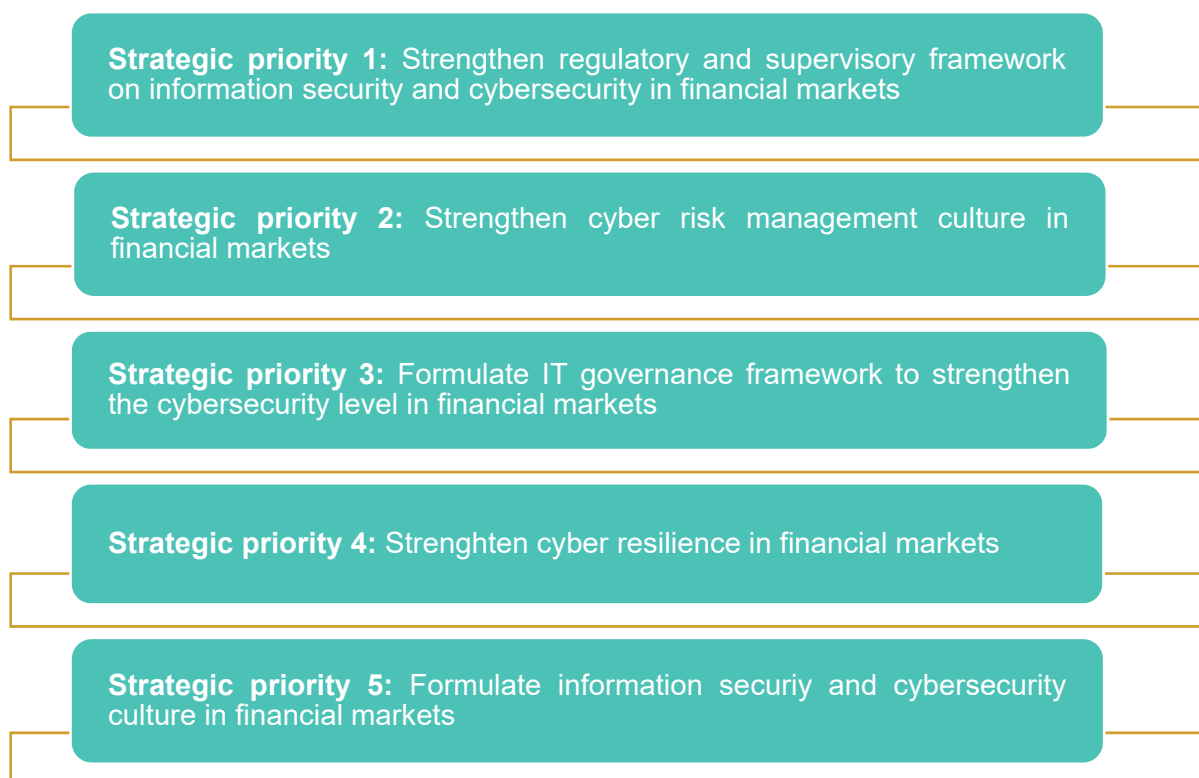 Strategic priority 1: Strengthen regulatory and supervisory framework
on information security and cybersecurity in financial markets
Strategic priority 2: Strengthen cyber risk management culture in
financial markets
Strategic priority 3: Formulate IT governance framework to strengthen
the cybersecurity level in financial markets
Strategic priority 4: Strenghten cyber resilience in financial markets
Strategic priority 5: Formulate information securiy and cybersecurity
culture in financial markets